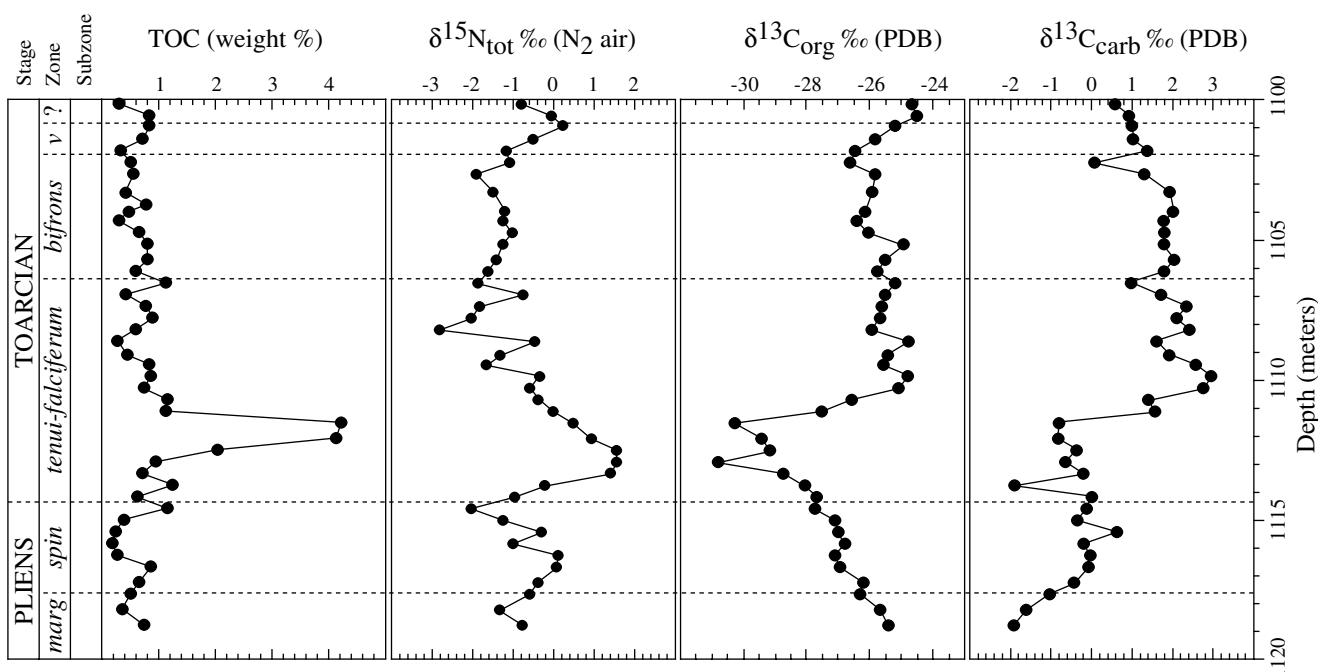 Stage
Zone
Subzone
TOC (weight %)
δ15Ntot ‰ (N2 air)
δ13Corg ‰ (PDB)
δ13Ccarb ‰ (PDB)
1 2 3 4
-3 -2 -1 0 1 2
-30 -28 -26 -24
-2 -1 0 1 2 3
1100
1105
1110
1115
1120
Depth (meters)
TOARCIAN
PLIENS
?
v
bifrons
tenui-falciferum
spin
marg